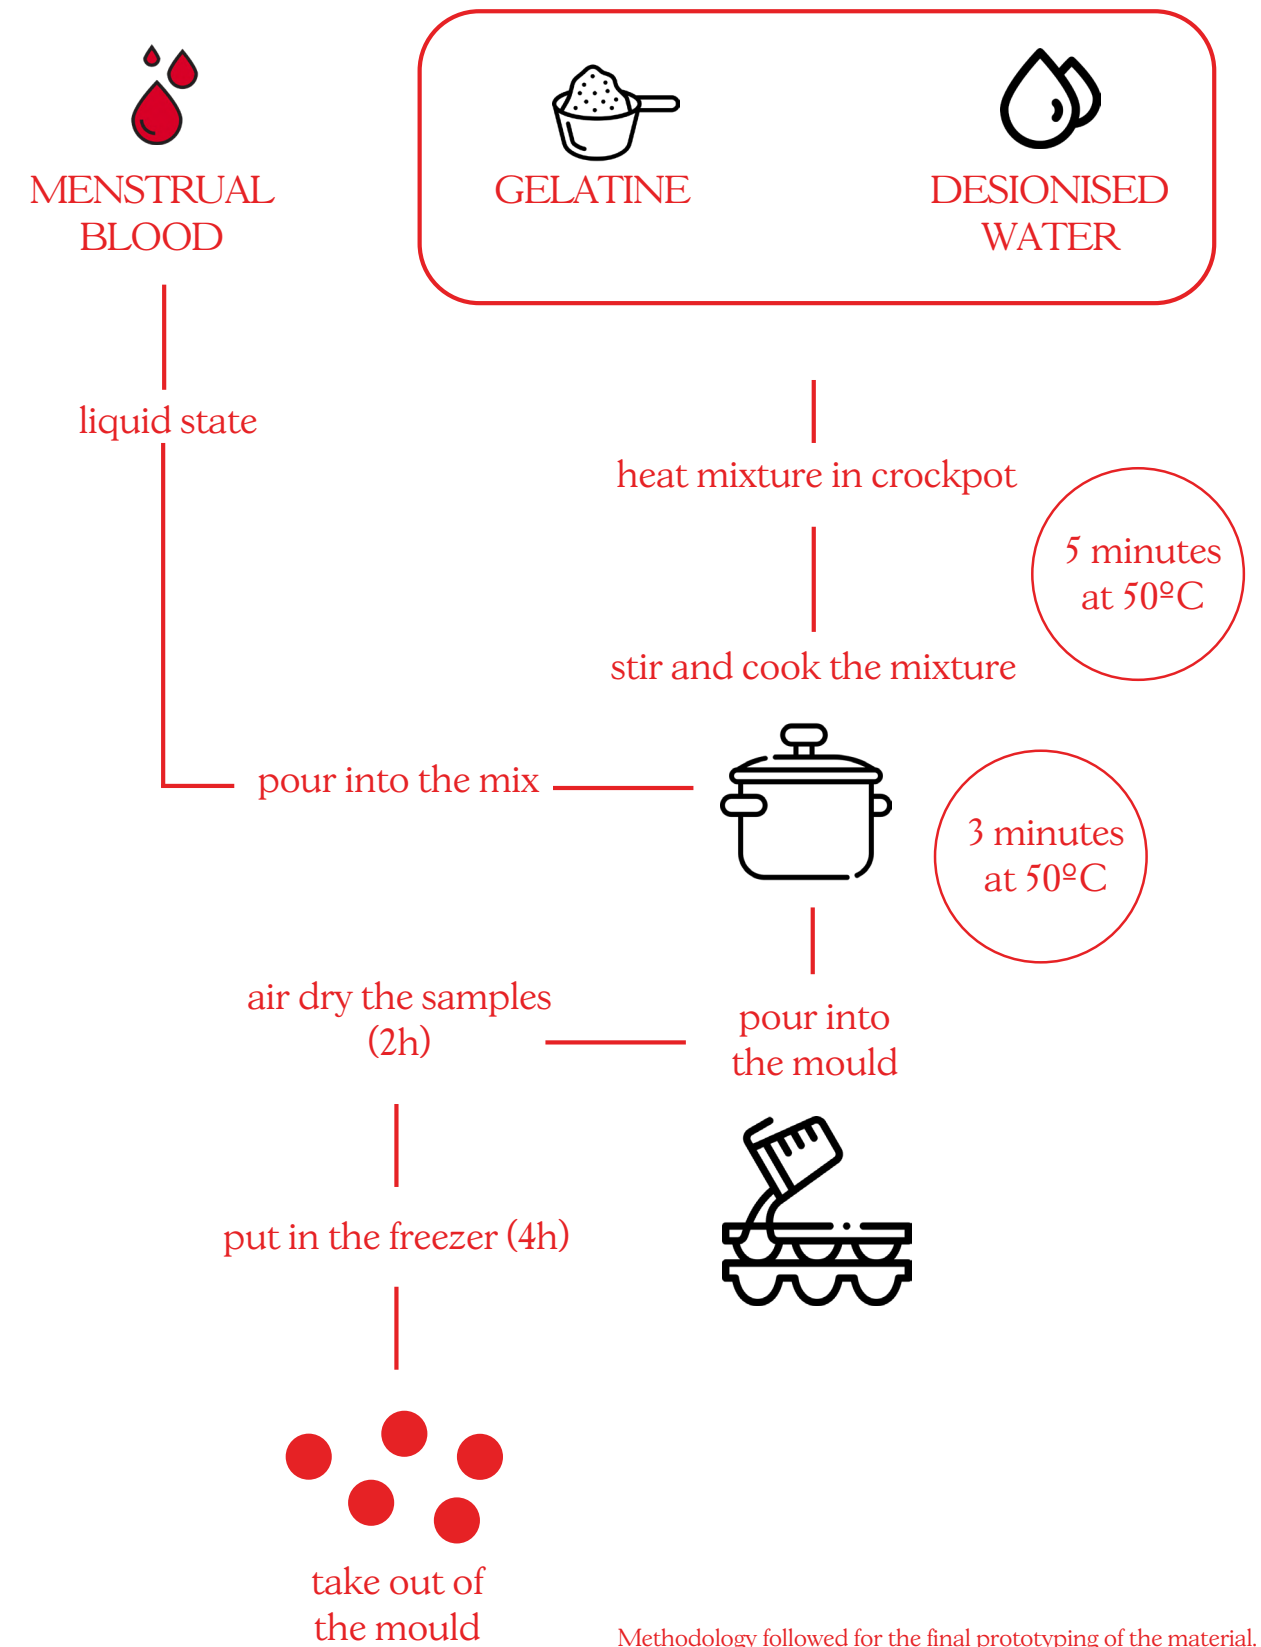 MENSTRUAL
BLOOD
GELATINE
DESIONISED
WATER
liquid state
heat mixture in crockpot
5 minutes
at 50ºC
stir and cook the mixture
pour into the mix
3 minutes
at 50ºC
air dry the samples
(2h)
pour into
the mould
put in the freezer (4h)
take out of
the mould
Methodology followed for the final prototyping of the material.